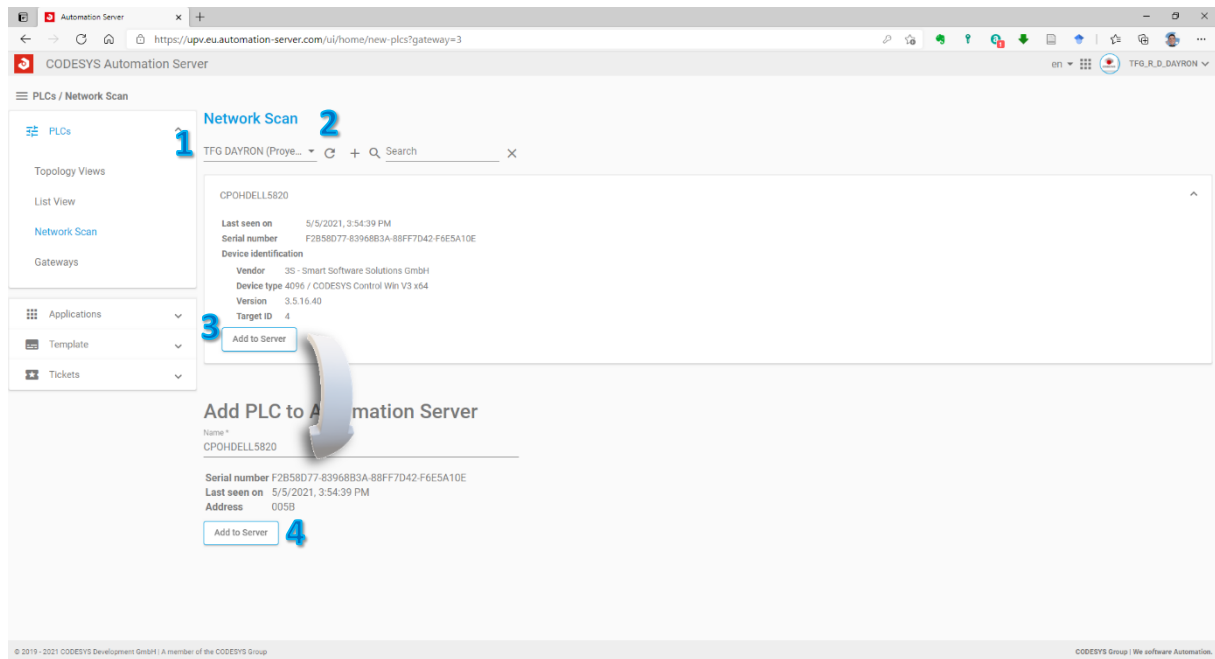 Automation Server
https://upv.eu.automation-server.com/ui/home/new-plcs?gateway=3
CODESYS Automation Server
en
TFG_R_D_DAYRON
PLCs / Network Scan
PLCs
1
Topology Views
List View
Network Scan
Gateways
Applications
Template
Tickets
Network Scan
2
TFG DAYRON (Proye...
Search
CPOHDELL5820
Last seen on 5/5/2021, 3:54:39 PM
Serial number F2B58D77-83968B3A-88FF7D42-F6E5A10E
Device identification
Vendor 3S - Smart Software Solutions GmbH
Device type 4096 / CODESYS Control Win V3 x64
Version 3.5.16.40
Target ID 4
3
Add to Server
Add PLC to A mation Server
Name *
CPOHDELL5820
Serial number F2B58D77-83968B3A-88FF7D42-F6E5A10E
Last seen on 5/5/2021, 3:54:39 PM
Address 005B
Add to Server
4
© 2019 - 2021 CODESYS Development GmbH | A member of the CODESYS Group
CODESYS Group | We software Automation.